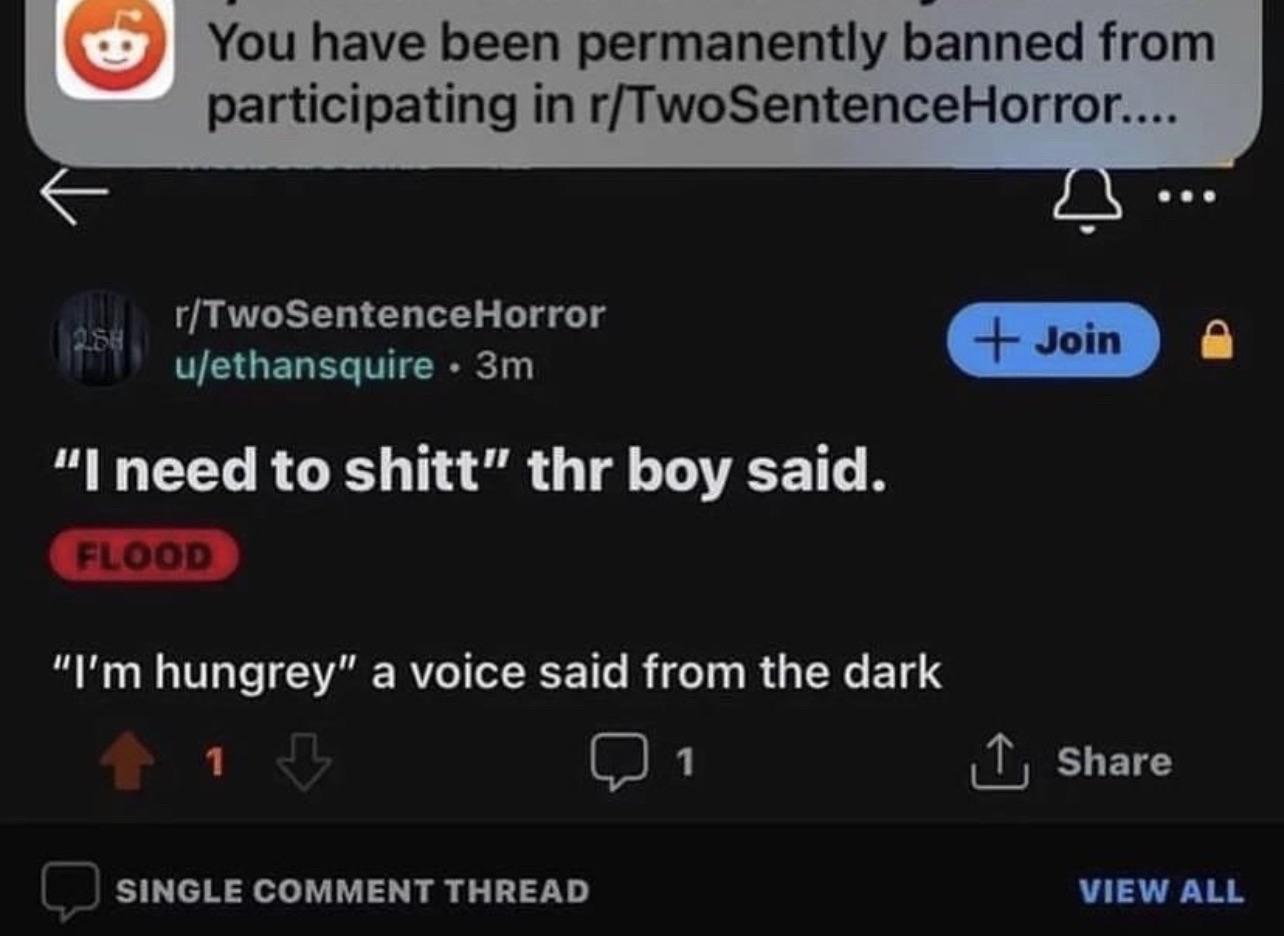 You have been permanently banned from
participating in r/TwoSentenceHorror....
r/TwoSentenceHorror
u/ethansquire • 3m
+ Join
“I need to shitt” thr boy said.
FLOOD
“I’m hungrey” a voice said from the dark
1
1
Share
SINGLE COMMENT THREAD
VIEW ALL